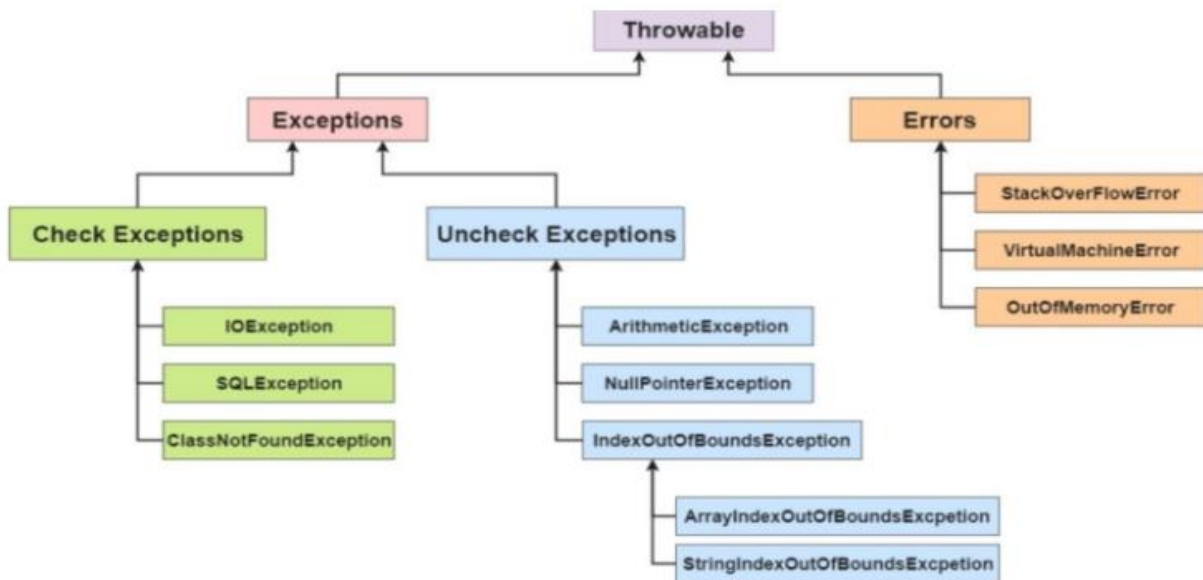 Throwable
Exceptions
Errors
Check Exceptions
Uncheck Exceptions
StackOverFlowError
VirtualMachineError
OutOfMemoryError
IOException
SQLException
ClassNotFoundException
ArithmeticException
NullPointerException
IndexOutOfBoundsException
ArrayIndexOutOfBoundsExcpetion
StringIndexOutOfBoundsExcpetion